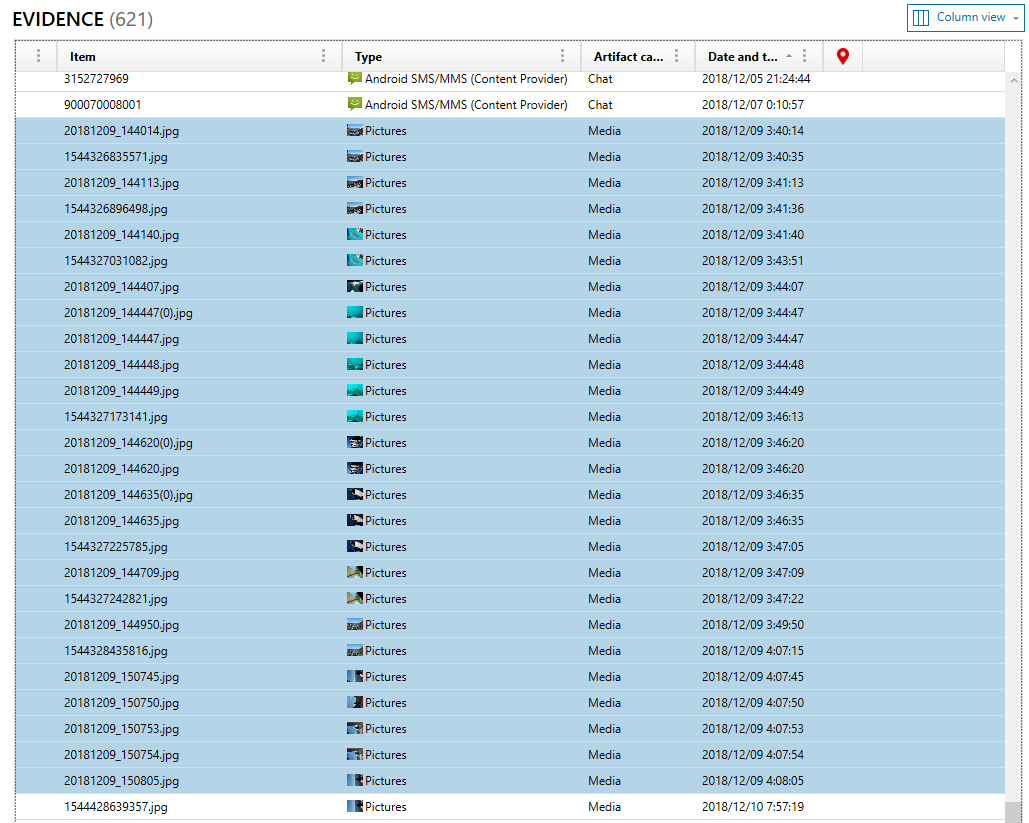 EVIDENCE (621)
Column view
Item Type Artifact ca... Date and t...
3152727969 Android SMS/MMS (Content Provider) Chat 2018/12/05 21:24:44
900070008001 Android SMS/MMS (Content Provider) Chat 2018/12/07 0:10:57
20181209_144014.jpg Pictures Media 2018/12/09 3:40:14
1544326835571.jpg Pictures Media 2018/12/09 3:40:35
20181209_144113.jpg Pictures Media 2018/12/09 3:41:13
1544326896498.jpg Pictures Media 2018/12/09 3:41:36
20181209_144140.jpg Pictures Media 2018/12/09 3:41:40
1544327031082.jpg Pictures Media 2018/12/09 3:43:51
20181209_144407.jpg Pictures Media 2018/12/09 3:44:07
20181209_144447(0).jpg Pictures Media 2018/12/09 3:44:47
20181209_144447.jpg Pictures Media 2018/12/09 3:44:47
20181209_144448.jpg Pictures Media 2018/12/09 3:44:48
20181209_144449.jpg Pictures Media 2018/12/09 3:44:49
1544327173141.jpg Pictures Media 2018/12/09 3:46:13
20181209_144620(0).jpg Pictures Media 2018/12/09 3:46:20
20181209_144620.jpg Pictures Media 2018/12/09 3:46:20
20181209_144635(0).jpg Pictures Media 2018/12/09 3:46:35
20181209_144635.jpg Pictures Media 2018/12/09 3:46:35
1544327225785.jpg Pictures Media 2018/12/09 3:47:05
20181209_144709.jpg Pictures Media 2018/12/09 3:47:09
1544327242821.jpg Pictures Media 2018/12/09 3:47:22
20181209_144950.jpg Pictures Media 2018/12/09 3:49:50
1544328435816.jpg Pictures Media 2018/12/09 4:07:15
20181209_150745.jpg Pictures Media 2018/12/09 4:07:45
20181209_150750.jpg Pictures Media 2018/12/09 4:07:50
20181209_150753.jpg Pictures Media 2018/12/09 4:07:53
20181209_150754.jpg Pictures Media 2018/12/09 4:07:54
20181209_150805.jpg Pictures Media 2018/12/09 4:08:05
1544428639357.jpg Pictures Media 2018/12/10 7:57:19